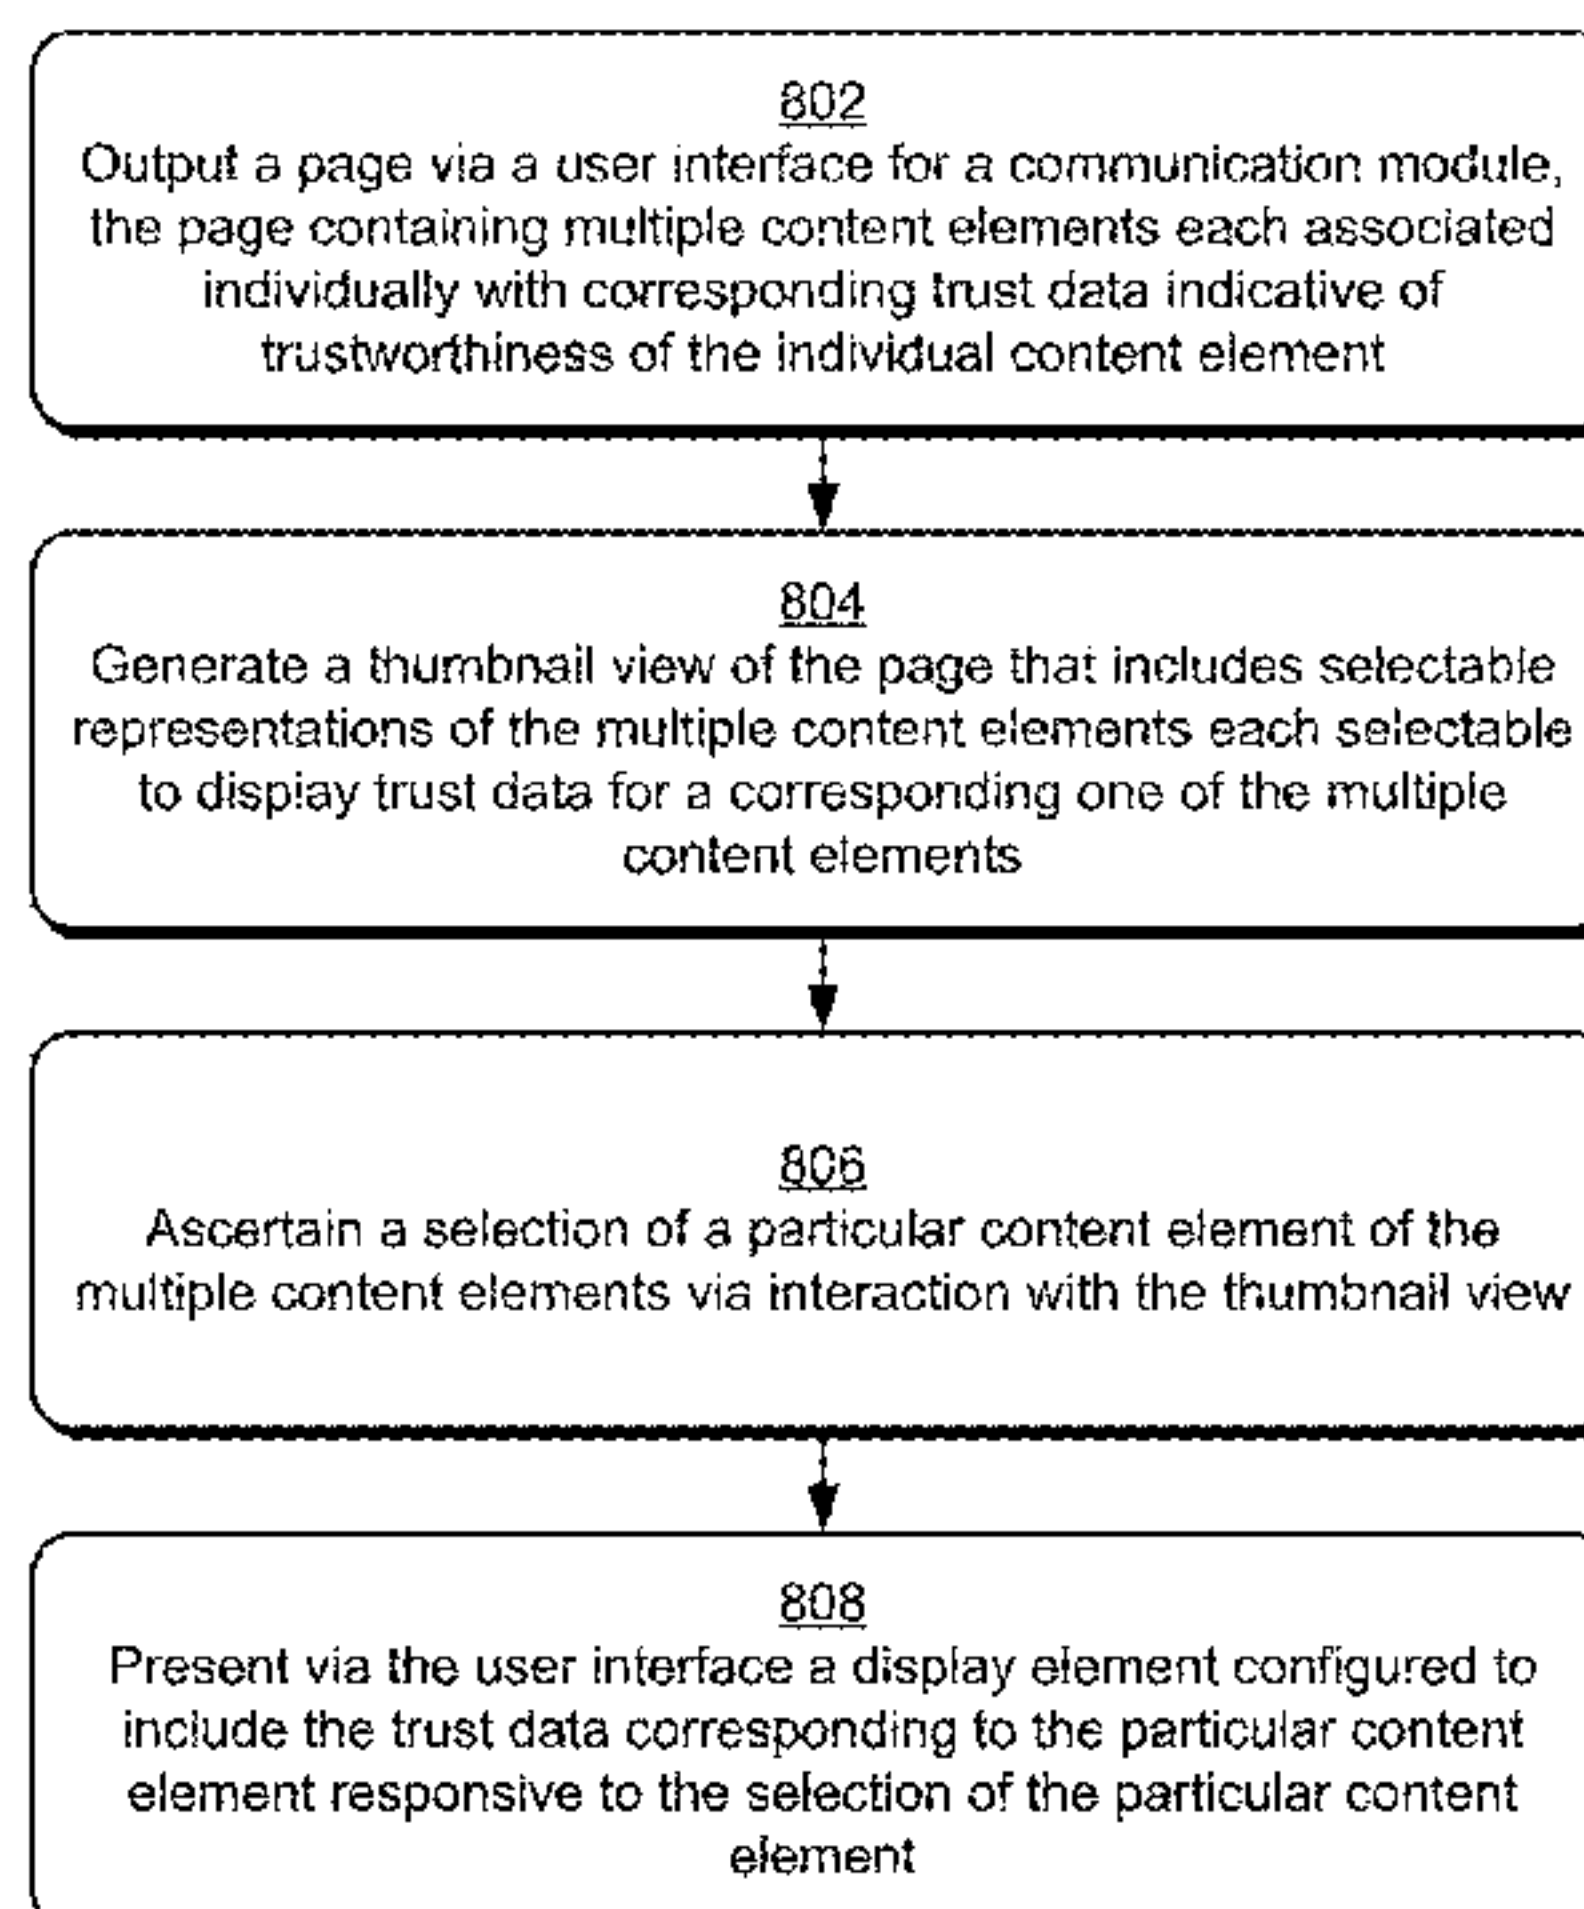 802
Output a page via a user interface for a communication module,
the page containing multiple content elements each associated
individually with corresponding trust data indicative of
trustworthiness of the individual content element
804
Generate a thumbnail view of the page that includes selectable
representations of the multiple content elements each selectable
to display trust data for a corresponding one of the multiple
content elements
806
Ascertain a selection of a particular content element of the
multiple content elements via interaction with the thumbnail view
808
Present via the user interface a display element configured to
include the trust data corresponding to the particular content
element responsive to the selection of the particular content
element